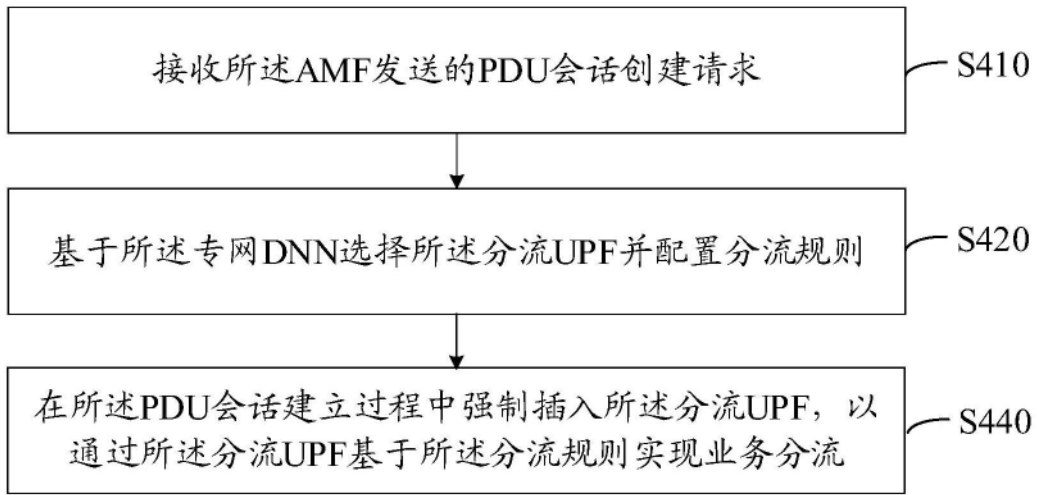 接收所述AMF发送的PDU会话创建请求
S410
基于所述专网DNN选择所述分流UPF并配置分流规则
S420
在所述PDU会话建立过程中强制插入所述分流UPF，以
通过所述分流UPF基于所述分流规则实现业务分流
S440